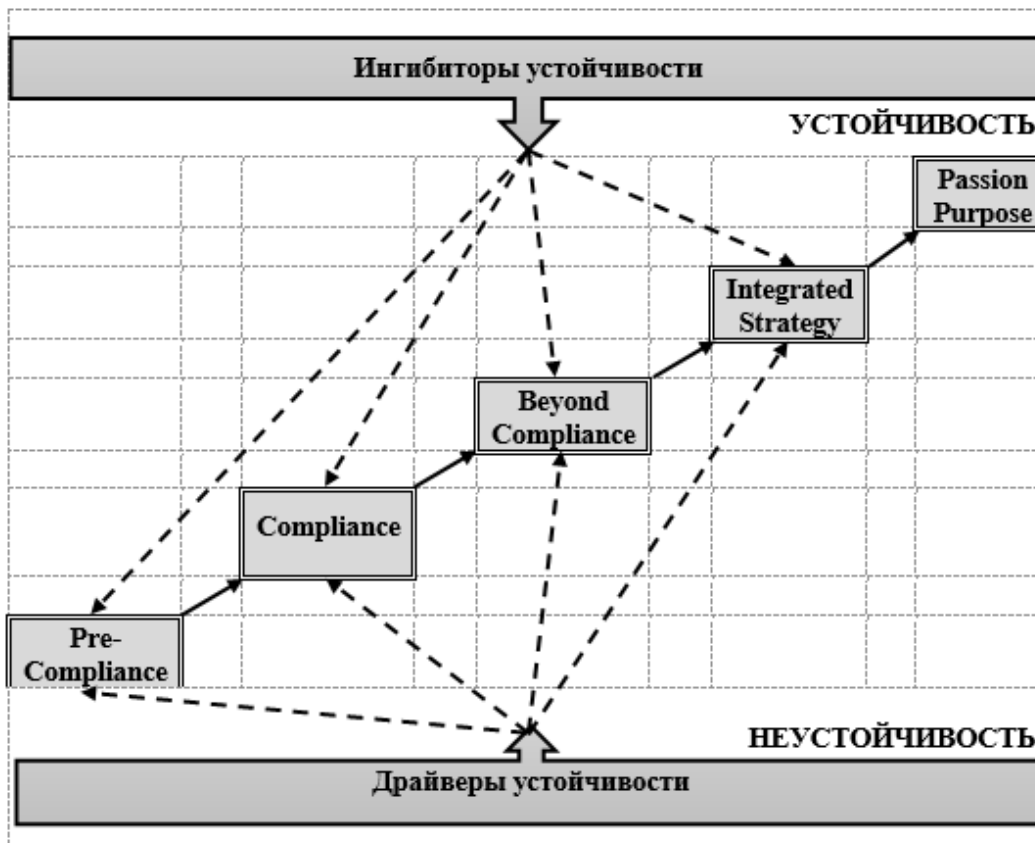 Ингибиторы устойчивости
УСТОЙЧИВОСТЬ
Passion
Purpose
Integrated
Strategy
Beyond
Compliance
Compliance
Pre-
Compliance
НЕУСТОЙЧИВОСТЬ
Драйверы устойчивости